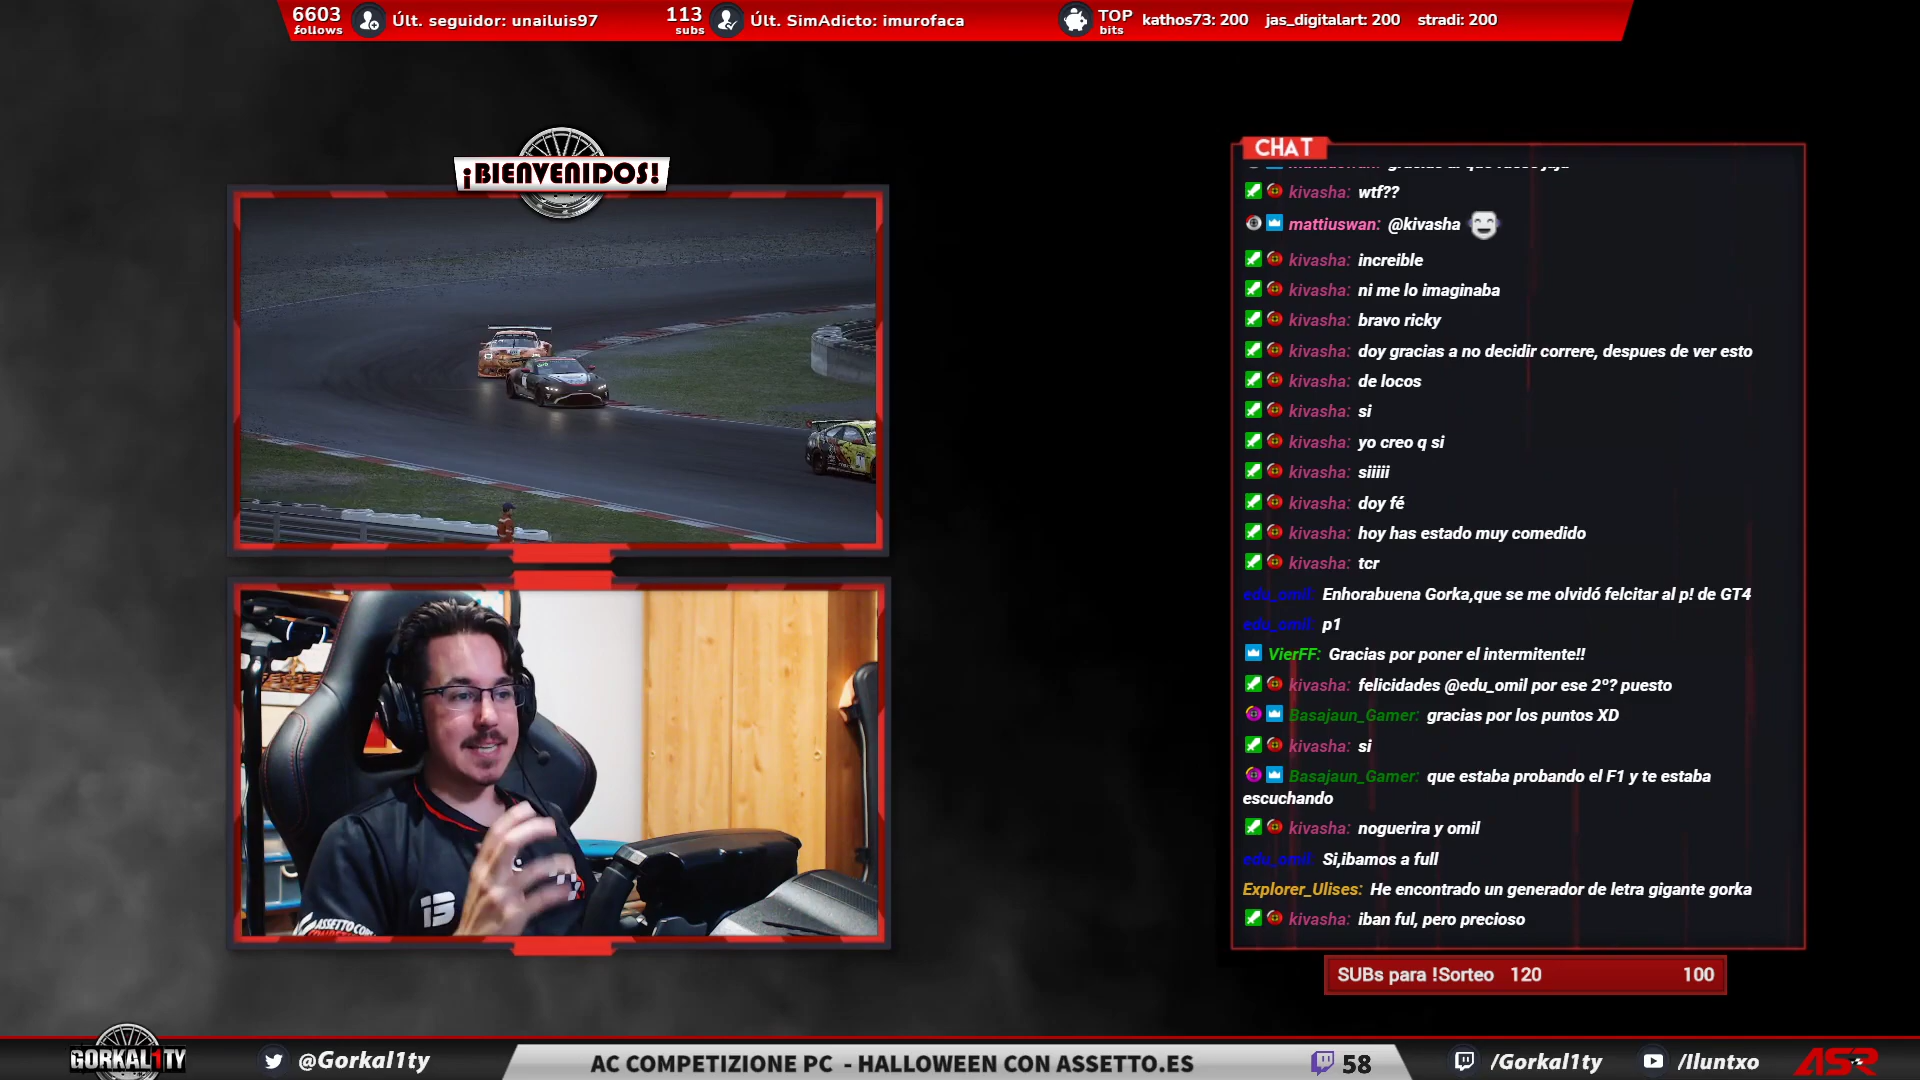 6603
follows
Últ. seguidor: unailuis97
113
subs
Últ. SimAdicto: imurofaca
TOP
bits
kathos73: 200
jas_digitalart: 200
stradi: 200
¡BIENVENIDOS!
CHAT
kivasha: wtf??
mattiuswan: @kivasha
kivasha: increible
kivasha: ni me lo imaginaba
kivasha: bravo ricky
kivasha: doy gracias a no decidir correre, despues de ver esto
kivasha: de locos
kivasha: si
kivasha: yo creo q si
kivasha: siiiii
kivasha: doy fé
kivasha: hoy has estado muy comedido
kivasha: tcr
edu_omil: Enhorabuena Gorka,que se me olvidó felcitar al p! de GT4
edu_omil: p1
VierFF: Gracias por poner el intermitente!!
kivasha: felicidades @edu_omil por ese 2º? puesto
Basajaun_Gamer: gracias por los puntos XD
kivasha: si
Basajaun_Gamer: que estaba probando el F1 y te estaba
escuchando
kivasha: noguerira y omil
edu_omil: Si,ibamos a full
Explorer_Ulises: He encontrado un generador de letra gigante gorka
kivasha: iban ful, pero precioso
SUBs para !Sorteo 120 100
GORKAL1TY
@Gorkal1ty
AC COMPETIZIONE PC - HALLOWEEN CON ASSETTO.ES
58
/Gorkal1ty
/Iluntxo
ASR